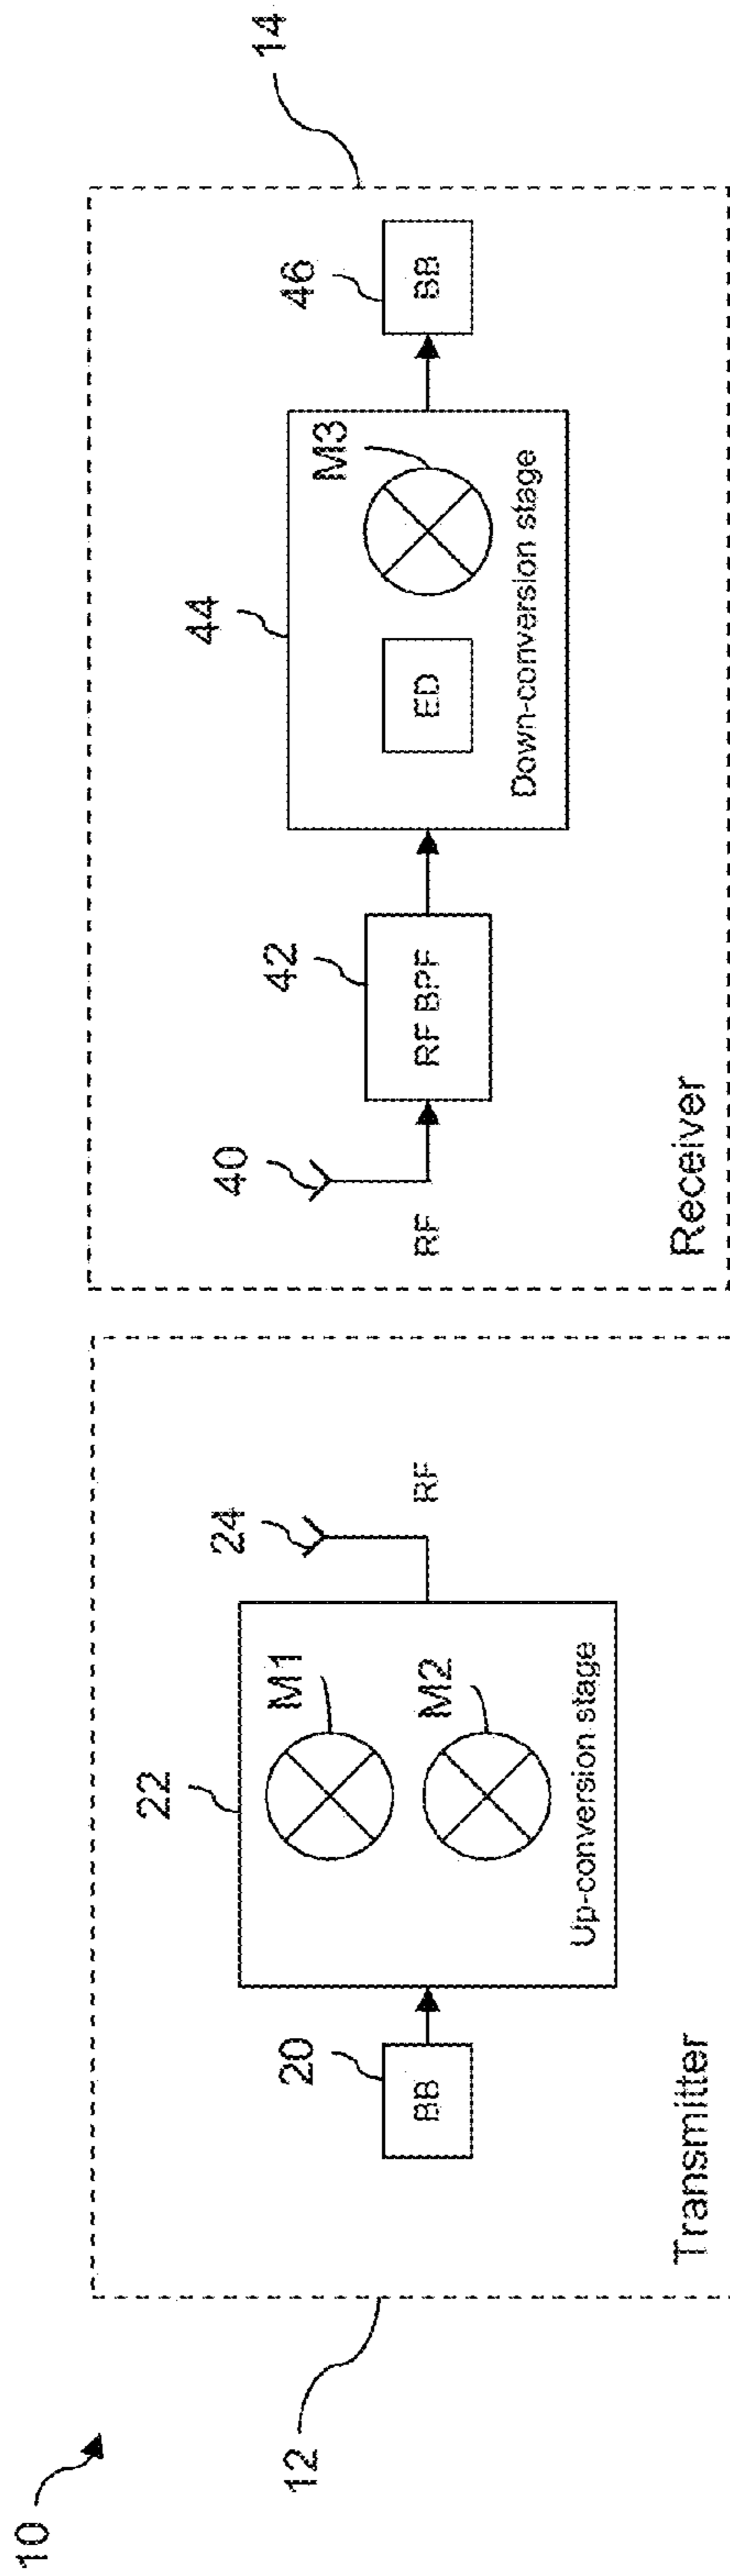 10
12
20
BB
22
M1
M2
Up-conversion stage
24
RF
Transmitter
14
40
RF
42
RF BPF
44
ED
M3
Down-conversion stage
46
BB
Receiver